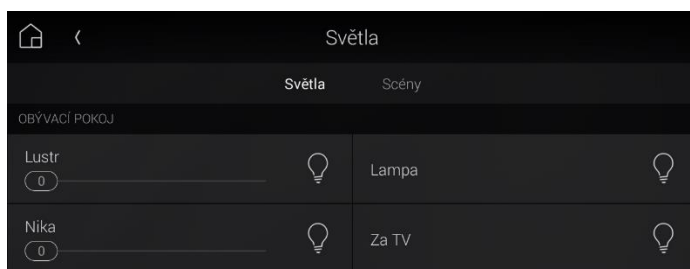 Světla
Světla Scény
OBÝVACÍ POKOJ
Lustr
0
Lampa
Nika
0
Za TV